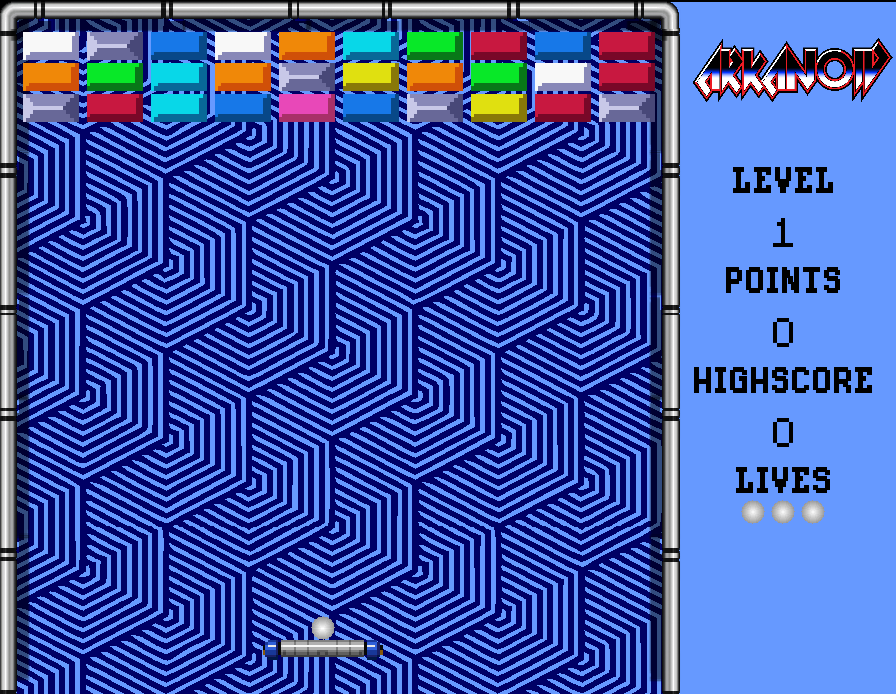 ARKANOID
LEVEL
1
POINTS
0
HIGHSCORE
0
LIVES